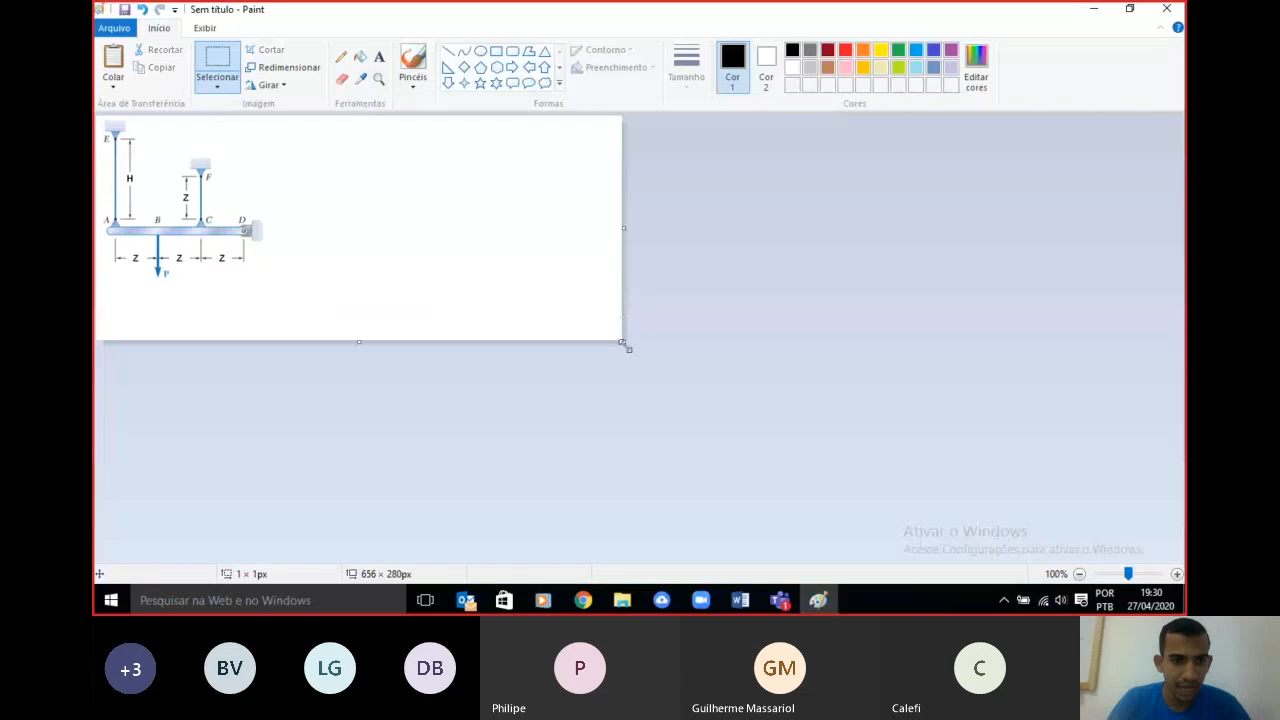 Sem título - Paint
Arquivo Início Exibir
Colar
Recortar
Copiar
Área de Transferência
Selecionar
Cortar
Redimensionar
Girar
Imagem
A
Ferramentas
Pincéis
Formas
Contorno
Preenchimento
Tamanho
Cor 1
Cor 2
Cores
Editar cores
E
H
F
Z
A B C D
Z Z Z
P
Ativar o Windows
Acesse Configurações para ativar o Windows.
1 × 1px
656 × 280px
100%
Pesquisar na Web e no Windows
POR
PTB
19:30
27/04/2020
+3
BV
LG
DB
P
GM
C
Philipe
Guilherme Massariol
Calefi